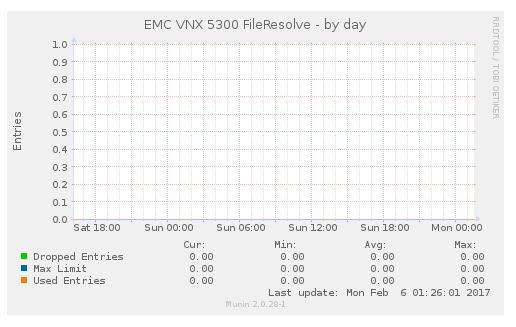 EMC VNX 5300 FileResolve - by day
RRDTOOL / TOBI OETIKER
Entries
1.0
0.9
0.8
0.7
0.6
0.5
0.4
0.3
0.2
0.1
0.0
Sat 18:00 Sun 00:00 Sun 06:00 Sun 12:00 Sun 18:00 Mon 00:00
Cur: Min: Avg: Max:
Dropped Entries 0.00 0.00 0.00 0.00
Max Limit 0.00 0.00 0.00 0.00
Used Entries 0.00 0.00 0.00 0.00
Last update: Mon Feb 6 01:26:01 2017
Munin 2.0.28-1